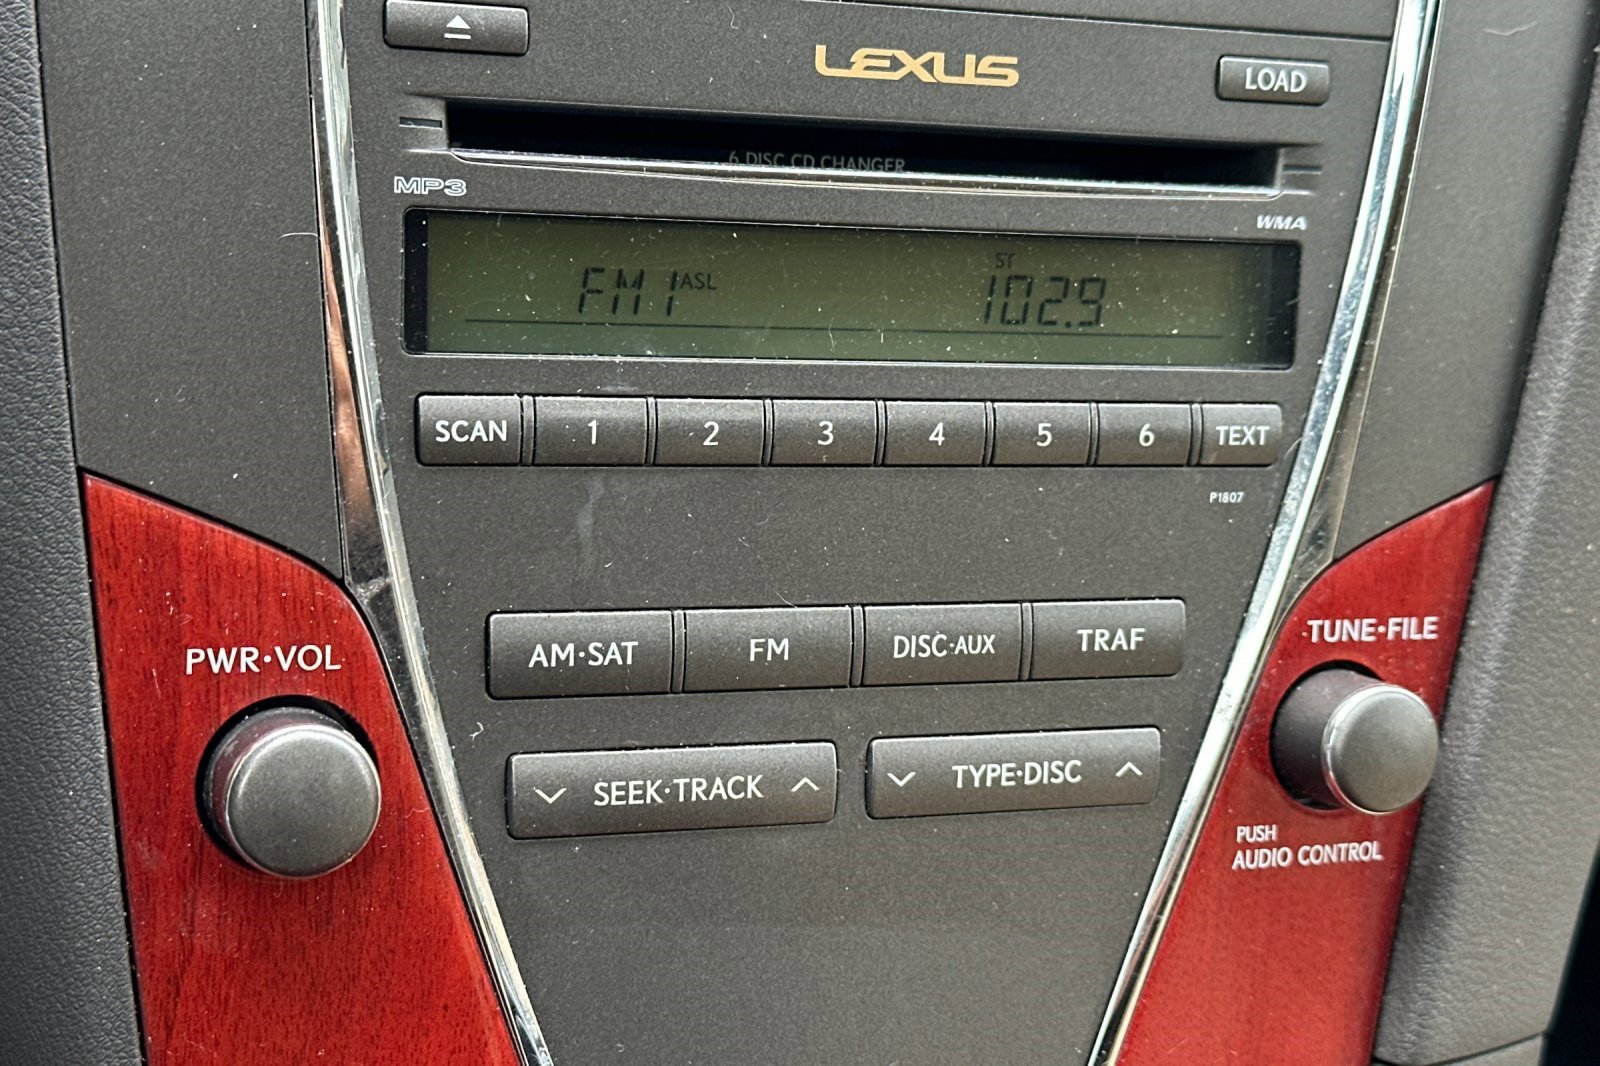 LEXUS
LOAD
6 DISC CD CHANGER
MP3
WMA
FM1 ASL
ST
102.9
SCAN 1 2 3 4 5 6 TEXT
P1807
PWR·VOL
AM·SAT FM DISC·AUX TRAF
TUNE·FILE
SEEK·TRACK
TYPE·DISC
PUSH
AUDIO CONTROL